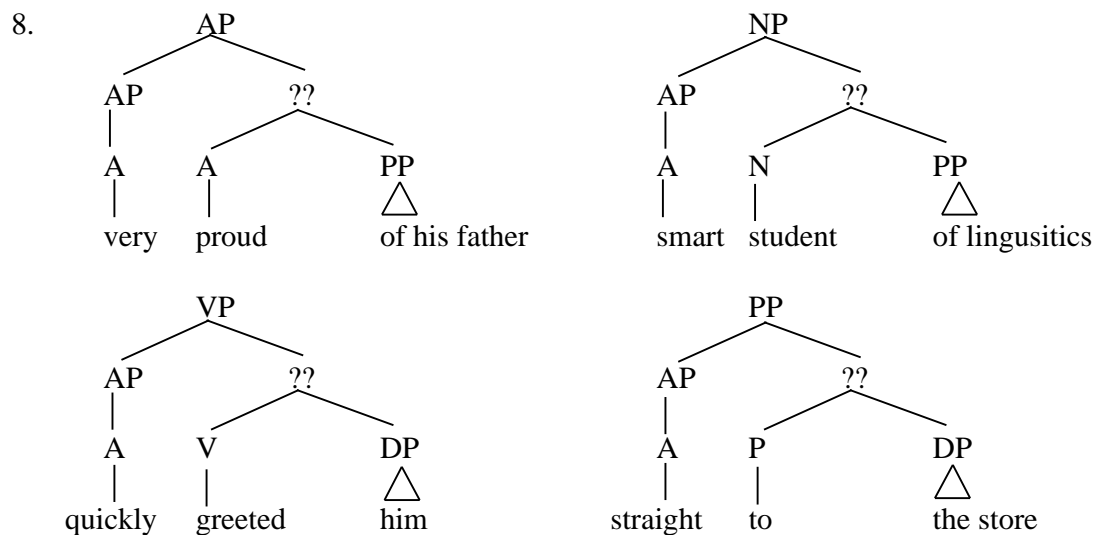 8. AP NP
AP ?? AP ??
A A PP A N PP
very proud of his father smart student of lingusitics
VP PP
AP ?? AP ??
A V DP A P DP
quickly greeted him straight to the store